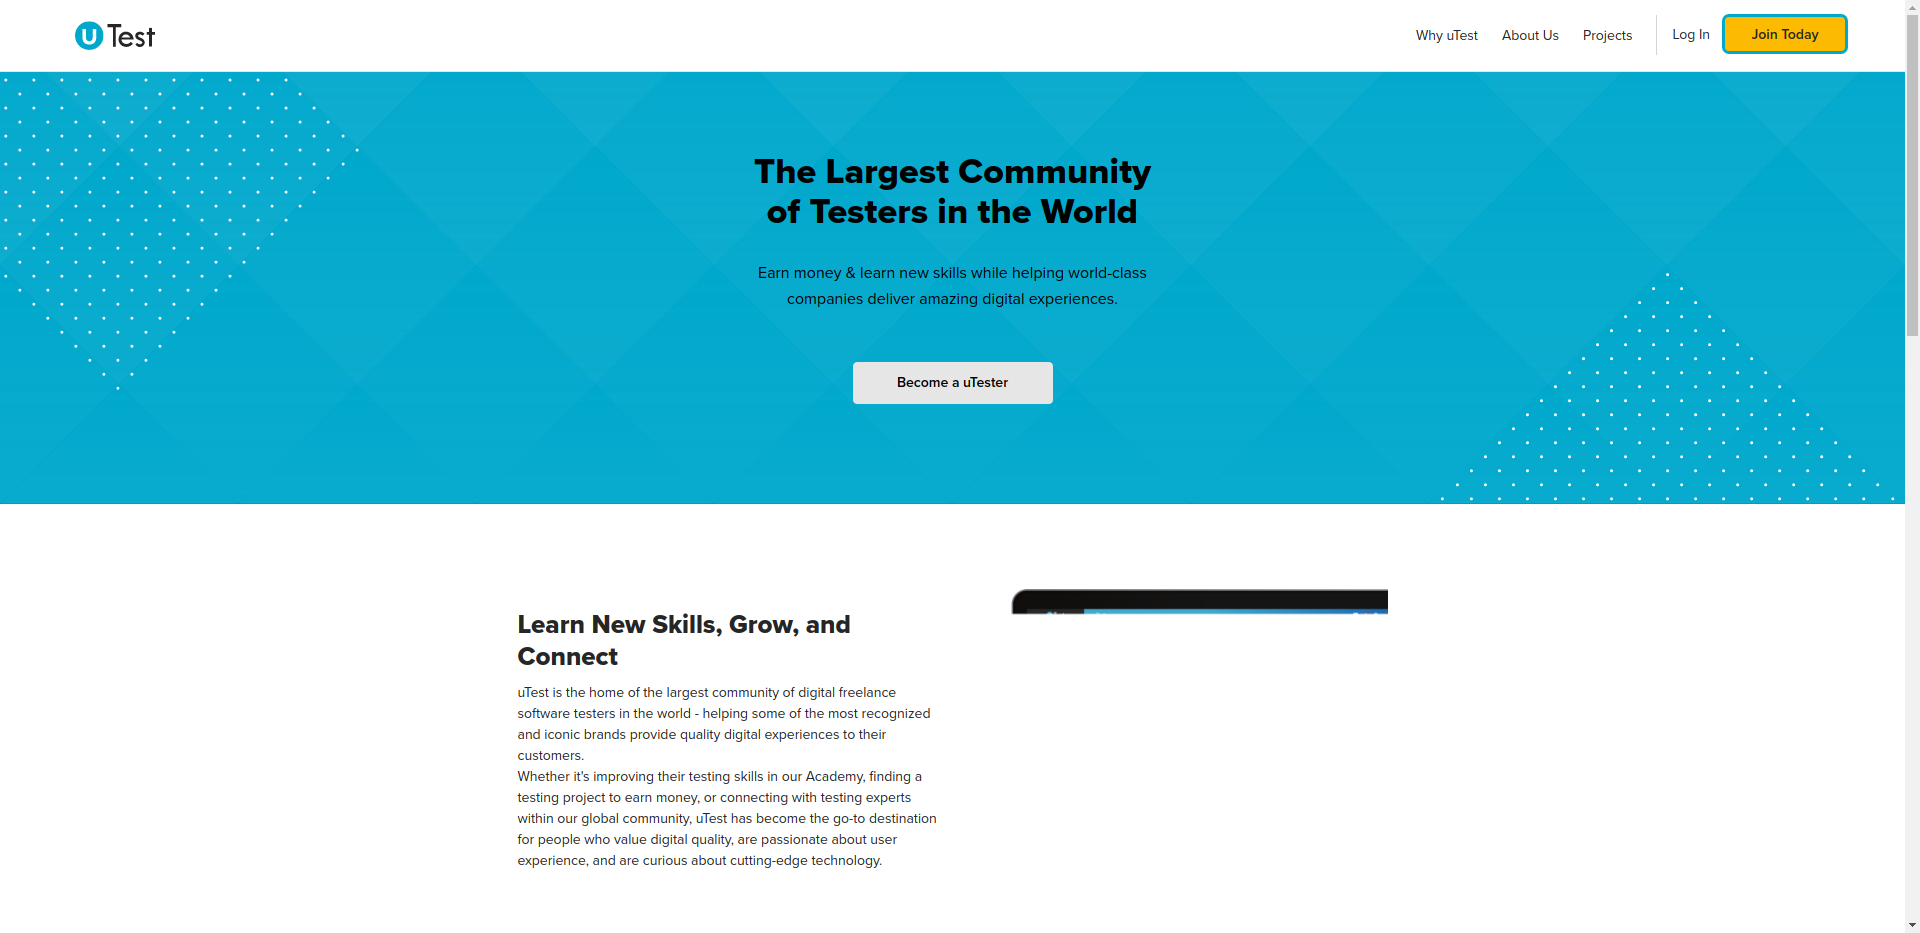 uTest
Why uTest
About Us
Projects
Log In
Join Today
The Largest Community
of Testers in the World
Earn money & learn new skills while helping world-class
companies deliver amazing digital experiences.
Become a uTester
Learn New Skills, Grow, and
Connect
uTest is the home of the largest community of digital freelance
software testers in the world - helping some of the most recognized
and iconic brands provide quality digital experiences to their
customers.
Whether it's improving their testing skills in our Academy, finding a
testing project to earn money, or connecting with testing experts
within our global community, uTest has become the go-to destination
for people who value digital quality, are passionate about user
experience, and are curious about cutting-edge technology.